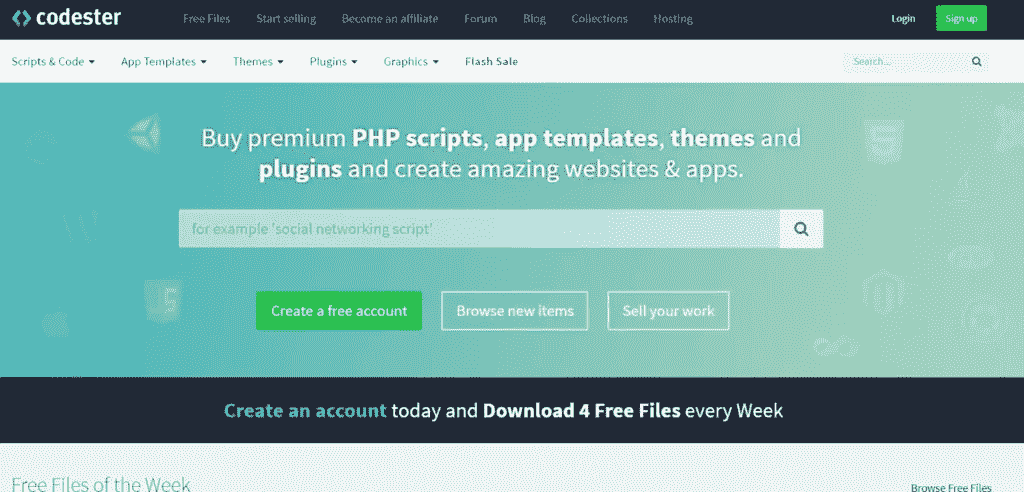 codester Free Files Start selling Become an affiliate Forum Blog Collections Hosting Login Sign up
Scripts & Code App Templates Themes Plugins Graphics Flash Sale Search...
Buy premium PHP scripts, app templates, themes and
plugins and create amazing websites & apps.
for example 'social networking script'
Create a free account Browse new items Sell your work
Create an account today and Download 4 Free Files every Week
Free Files of the Week Browse Free Files